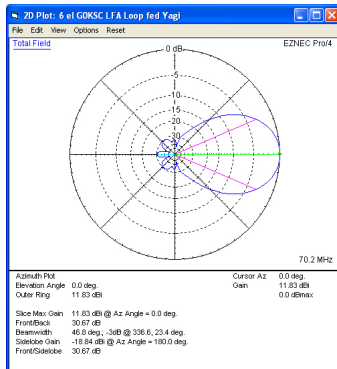 2D Plot: 6 el G0KSC LFA Loop fed Yagi
File Edit View Options Reset
Total Field
EZNEC Pro/4
0 dB
-5
-10
-15
-20
-30
70.2 MHz
Azimuth Plot
Cursor Az 0.0 deg.
Elevation Angle 0.0 deg.
Gain 11.83 dBi
Outer Ring 11.83 dBi
0.0 dBmax
Slice Max Gain 11.83 dBi @ Az Angle = 0.0 deg.
Front/Back 30.67 dB
Beamwidth 46.8 deg.; -3dB @ 336.6, 23.4 deg.
Sidelobe Gain -18.84 dBi @ Az Angle = 180.0 deg.
Front/Sidelobe 30.67 dB